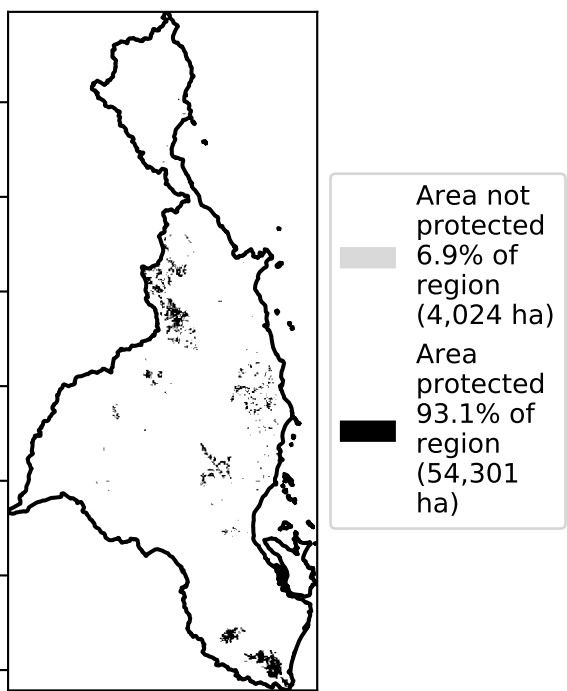 Area not
protected
6.9% of
region
(4,024 ha)
Area
protected
93.1% of
region
(54,301
ha)